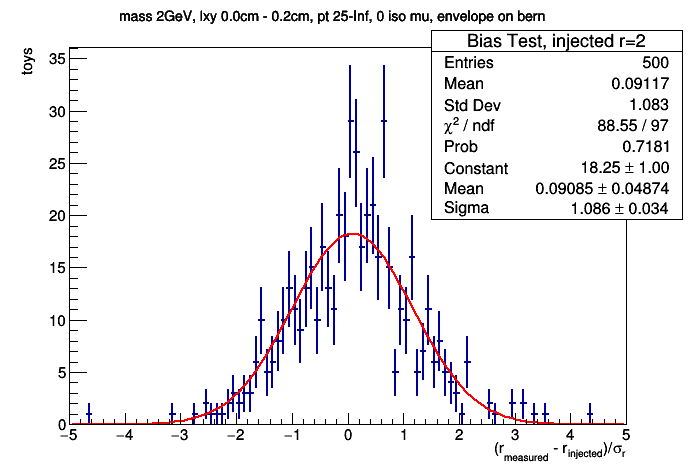 mass 2GeV, lxy 0.0cm - 0.2cm, pt 25-Inf, 0 iso mu, envelope on bern
Bias Test, injected r=2
Entries 500
Mean 0.09117
Std Dev 1.083
χ² / ndf 88.55 / 97
Prob 0.7181
Constant 18.25 ± 1.00
Mean 0.09085 ± 0.04874
Sigma 1.086 ± 0.034
toys
35
30
25
20
15
10
5
0
−5 −4 −3 −2 −1 0 1 2 3 4 5
(r_measured - r_injected)/σ_r